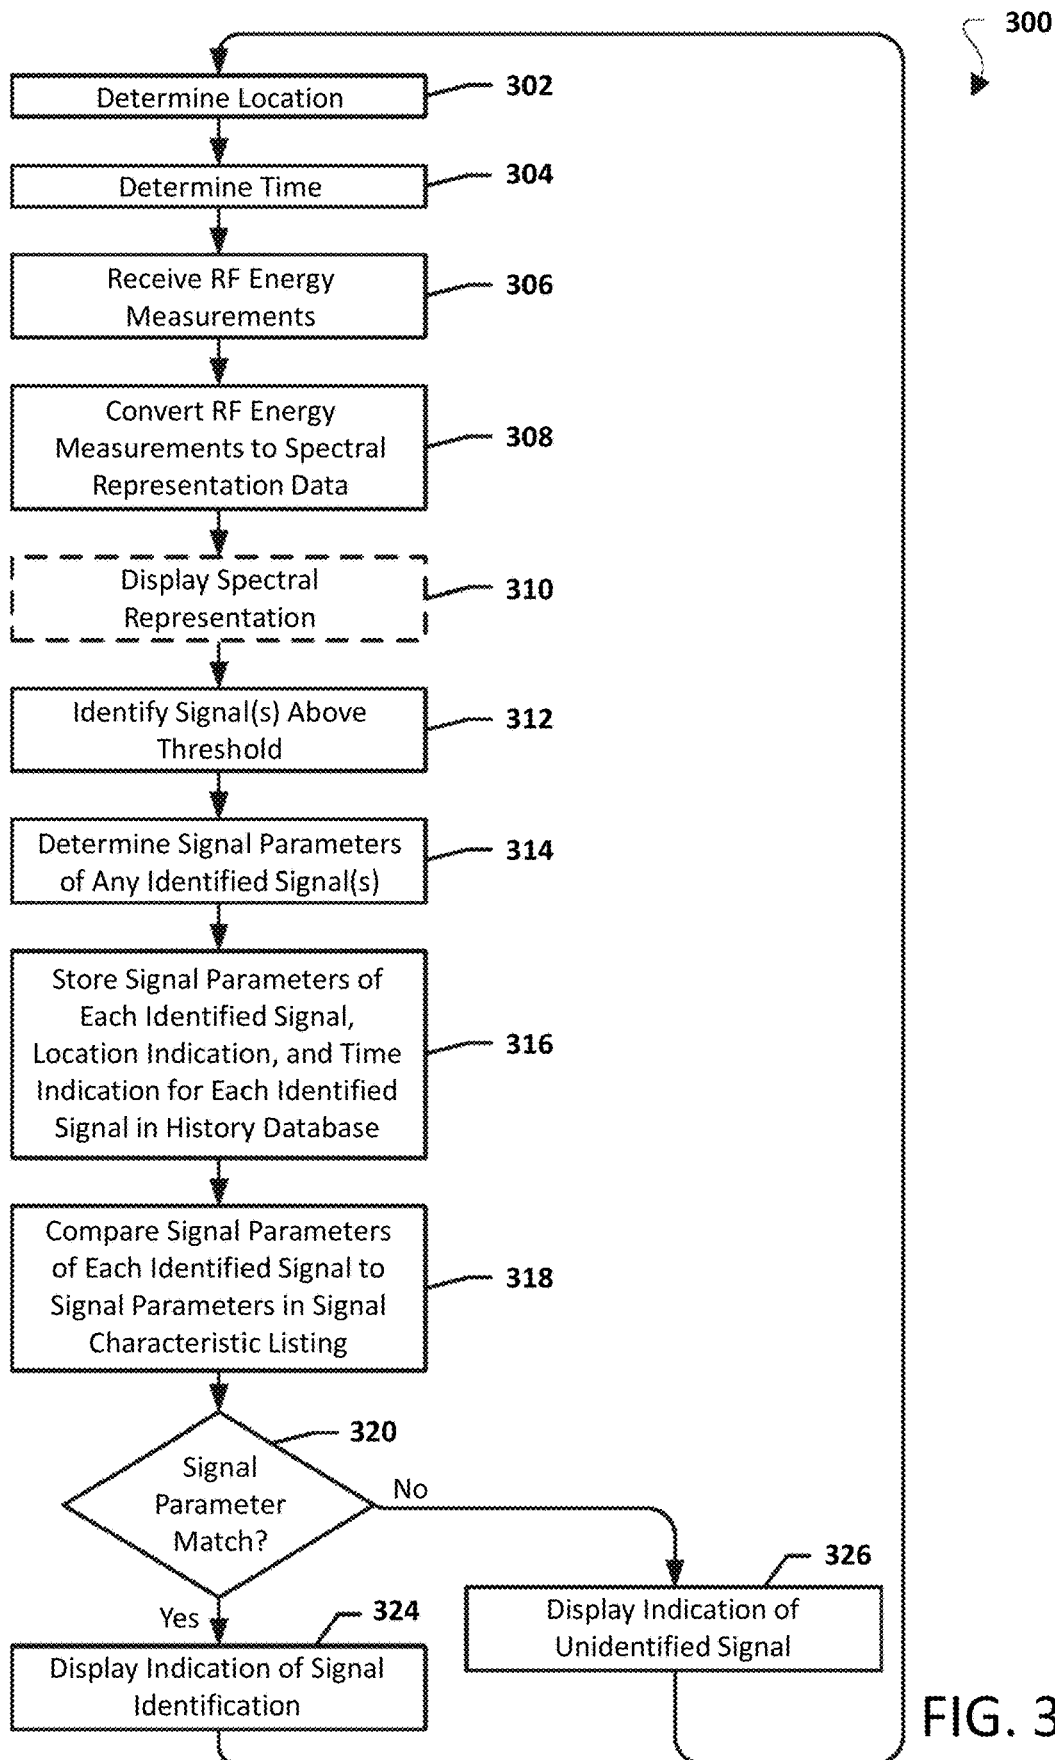 300
Determine Location
302
Determine Time
304
Receive RF Energy
Measurements
306
Convert RF Energy
Measurements to Spectral
Representation Data
308
Display Spectral
Representation
310
Identify Signal(s) Above
Threshold
312
Determine Signal Parameters
of Any Identified Signal(s)
314
Store Signal Parameters of
Each Identified Signal,
Location Indication, and Time
Indication for Each Identified
Signal in History Database
316
Compare Signal Parameters
of Each Identified Signal to
Signal Parameters in Signal
Characteristic Listing
318
Signal
Parameter
Match?
320
No
Yes
324
Display Indication of Signal
Identification
326
Display Indication of
Unidentified Signal
FIG. 3